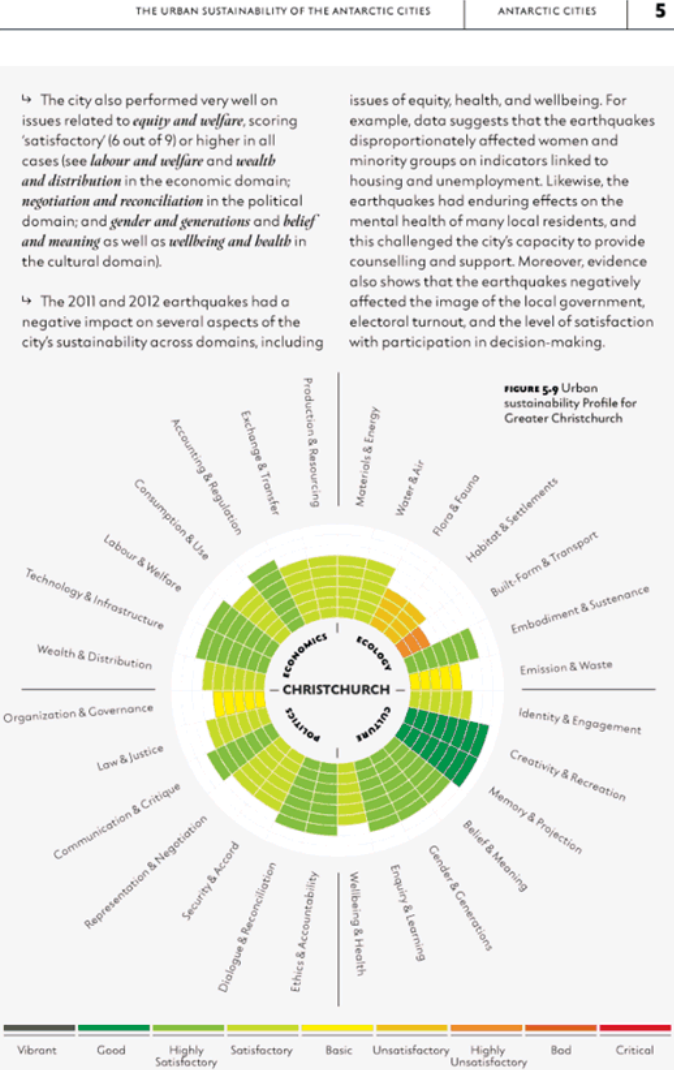 THE URBAN SUSTAINABILITY OF THE ANTARCTIC CITIES
ANTARCTIC CITIES
5
↳ The city also performed very well on
issues related to equity and welfare, scoring
'satisfactory' (6 out of 9) or higher in all
cases (see labour and welfare and wealth
and distribution in the economic domain;
negotiation and reconciliation in the political
domain; and gender and generations and belief
and meaning as well as wellbeing and health in
the cultural domain).
↳ The 2011 and 2012 earthquakes had a
negative impact on several aspects of the
city's sustainability across domains, including
issues of equity, health, and wellbeing. For
example, data suggests that the earthquakes
disproportionately affected women and
minority groups on indicators linked to
housing and unemployment. Likewise, the
earthquakes had enduring effects on the
mental health of many local residents, and
this challenged the city's capacity to provide
counselling and support. Moreover, evidence
also shows that the earthquakes negatively
affected the image of the local government,
electoral turnout, and the level of satisfaction
with participation in decision-making.
FIGURE 5.9 Urban
sustainability Profile for
Greater Christchurch
Materials & Energy
Water & Air
Flora & Fauna
Habitat & Settlements
Built-Form & Transport
Embodiment & Sustenance
Emission & Waste
Identity & Engagement
Creativity & Recreation
Memory & Projection
Belief & Meaning
Gender & Generations
Enquiry & Learning
Wellbeing & Health
Ethics & Accountability
Dialogue & Reconciliation
Security & Accord
Representation & Negotiation
Communication & Critique
Law & Justice
Organization & Governance
Wealth & Distribution
Technology & Infrastructure
Labour & Welfare
Consumption & Use
Accounting & Regulation
Exchange & Transfer
Production & Resourcing
ECONOMICS
ECOLOGY
CHRISTCHURCH
POLITICS
CULTURE
Vibrant
Good
Highly
Satisfactory
Satisfactory
Basic
Unsatisfactory
Highly
Unsatisfactory
Bad
Critical